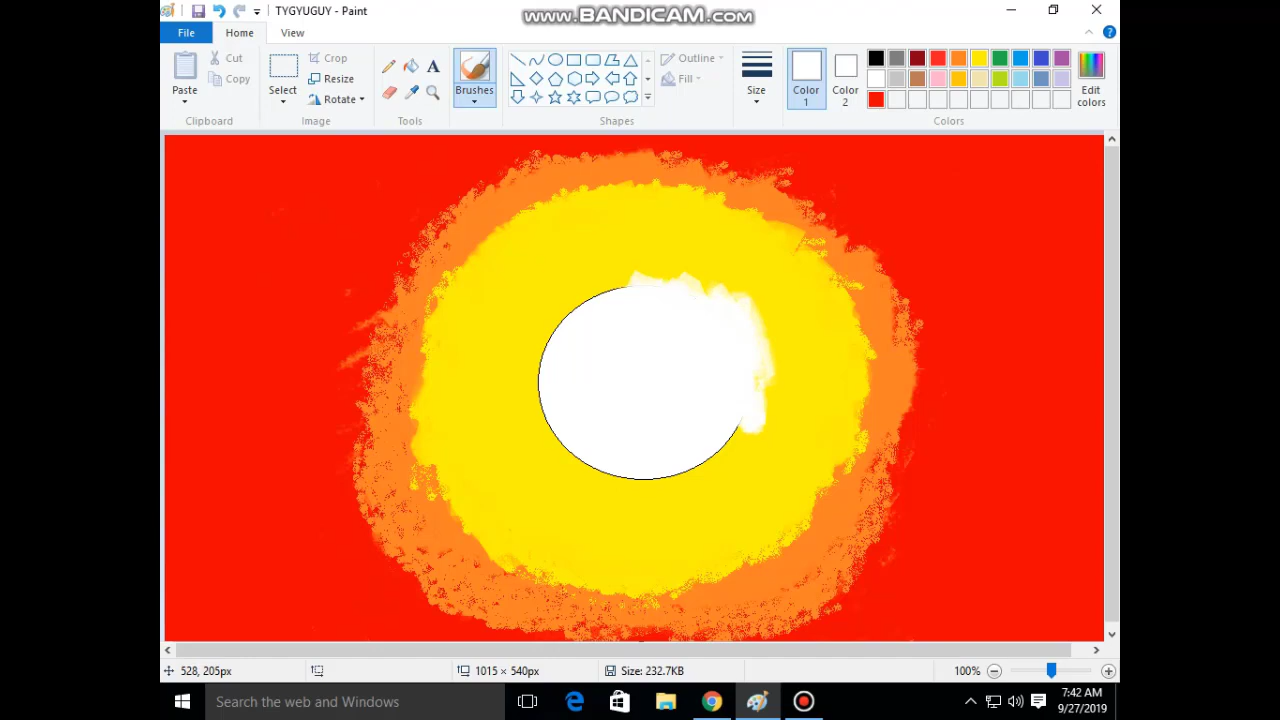 TYGYUGUY - Paint
www.BANDICAM.com
File Home View
Paste
Cut
Copy
Clipboard
Select
Crop
Resize
Rotate
Image
Tools
Brushes
Outline
Fill
Shapes
Size
Color 1
Color 2
Edit colors
Colors
528, 205px
1015 × 540px
Size: 232.7KB
100%
Search the web and Windows
7:42 AM
9/27/2019